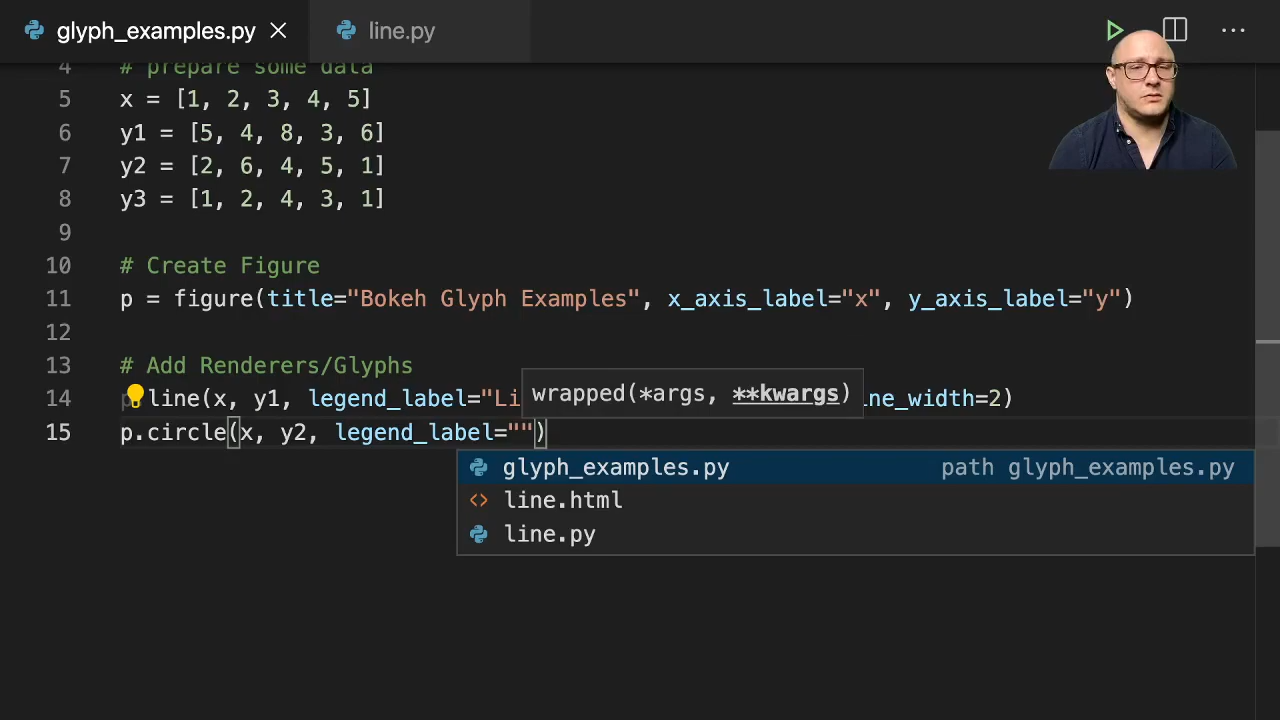 glyph_examples.py
line.py
4 # prepare some data
5 x = [1, 2, 3, 4, 5]
6 y1 = [5, 4, 8, 3, 6]
7 y2 = [2, 6, 4, 5, 1]
8 y3 = [1, 2, 4, 3, 1]
9
10 # Create Figure
11 p = figure(title="Bokeh Glyph Examples", x_axis_label="x", y_axis_label="y")
12
13 # Add Renderers/Glyphs
wrapped(*args, **kwargs)
14 p line(x, y1, legend_label="Li ne_width=2)
15 p.circle(x, y2, legend_label="")
glyph_examples.py path glyph_examples.py
line.html
line.py